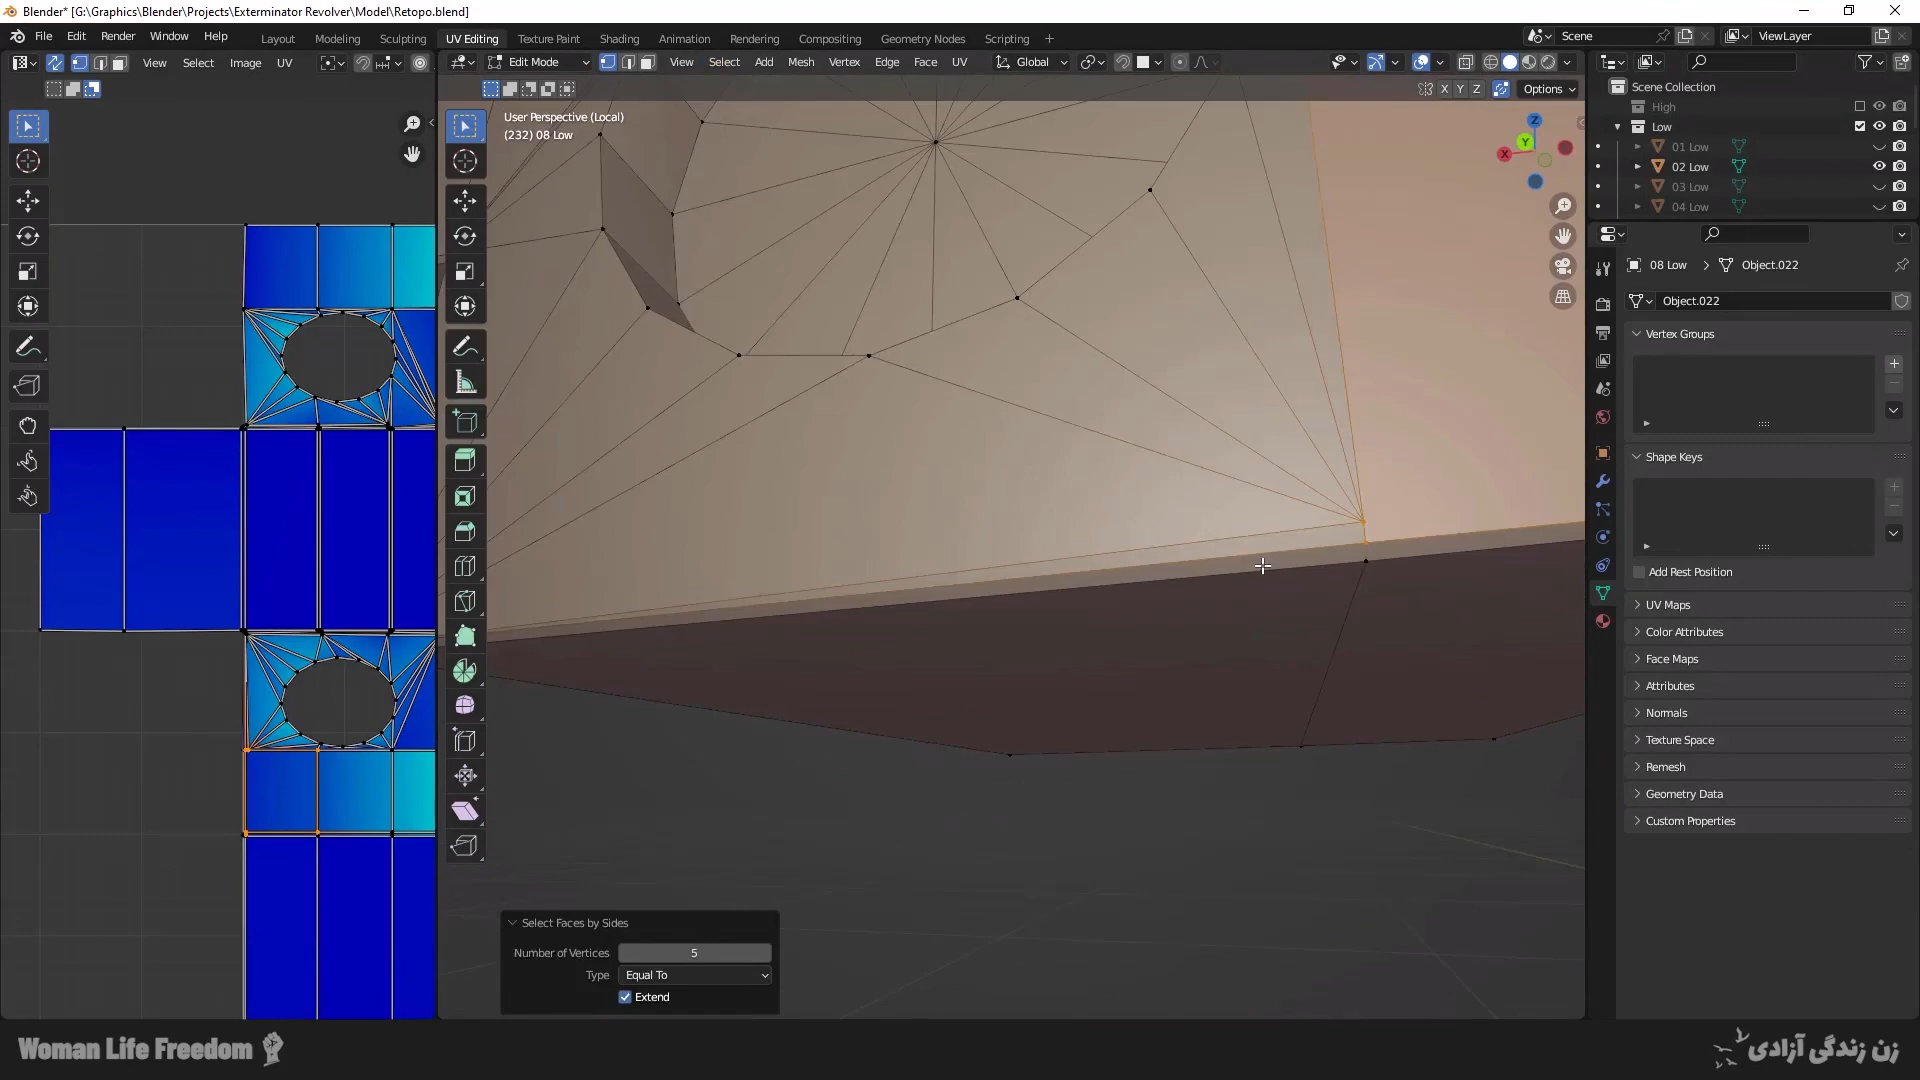 Blender* [G:\Graphics\Blender\Projects\Exterminator Revolver\Model\Retopo.blend]
File Edit Render Window Help
Layout Modeling Sculpting UV Editing Texture Paint Shading Animation Rendering Compositing Geometry Nodes Scripting +
Scene
ViewLayer
View Select Image UV
Edit Mode View Select Add Mesh Vertex Edge Face UV Global
X Y Z Options
User Perspective (Local)
(232) 08 Low
Z
Y
X
Scene Collection
High
Low
01 Low
02 Low
03 Low
04 Low
08 Low > Object.022
Object.022
Vertex Groups
Shape Keys
Add Rest Position
UV Maps
Color Attributes
Face Maps
Attributes
Normals
Texture Space
Remesh
Geometry Data
Custom Properties
Select Faces by Sides
Number of Vertices 5
Type Equal To
Extend
Woman Life Freedom
زن زندگی آزادی